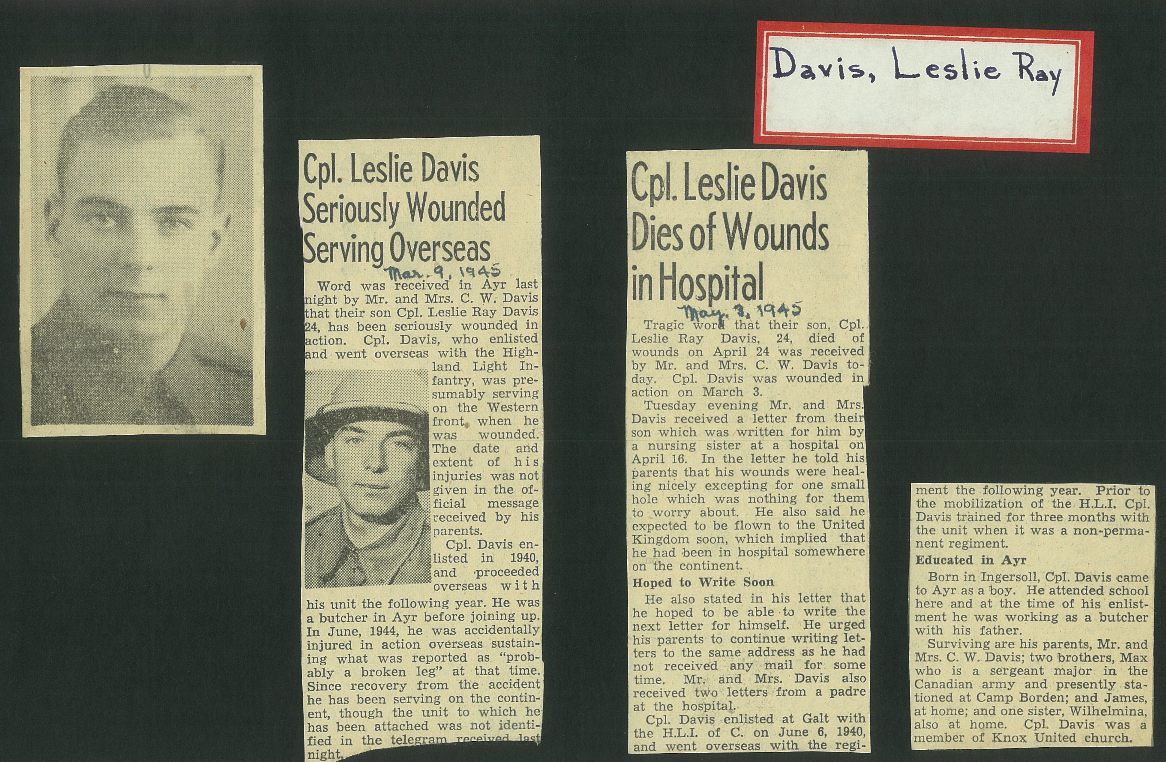 Davis, Leslie Ray
Cpl. Leslie Davis
Seriously Wounded
Serving Overseas
Mar. 9, 1945
Word was received in Ayr last
night by Mr. and Mrs. C. W. Davis
that their son Cpl. Leslie Ray Davis
24, has been seriously wounded in
action. Cpl. Davis, who enlisted
and went overseas with the High-
land Light In-
fantry, was pre-
sumably serving
on the Western
front, when he
was wounded.
The date and
extent of his
injuries was not
given in the of-
ficial message
received by his
parents.
Cpl. Davis en-
listed in 1940,
and proceeded
overseas with
his unit the following year. He was
a butcher in Ayr before joining up.
In June, 1944, he was accidentally
injured in action overseas sustain-
ing what was reported as "prob-
ably a broken leg" at that time.
Since recovery from the accident
he has been serving on the contin-
ent, though the unit to which he
has been attached was not identi-
fied in the telegram received last
night.
Cpl. Leslie Davis
Dies of Wounds
in Hospital
May. 3, 1945
Tragic word that their son, Cpl.
Leslie Ray Davis, 24, died of
wounds on April 24 was received
by Mr. and Mrs. C. W. Davis to-
day. Cpl. Davis was wounded in
action on March 3.
Tuesday evening Mr. and Mrs.
Davis received a letter from their
son which was written for him by
a nursing sister at a hospital on
April 16. In the letter he told his
parents that his wounds were heal-
ing nicely excepting for one small
hole which was nothing for them
to worry about. He also said he
expected to be flown to the United
Kingdom soon, which implied that
he had been in hospital somewhere
on the continent.
Hoped to Write Soon
He also stated in his letter that
he hoped to be able to write the
next letter for himself. He urged
his parents to continue writing let-
ters to the same address as he had
not received any mail for some
time. Mr. and Mrs. Davis also
received two letters from a padre
at the hospital.
Cpl. Davis enlisted at Galt with
the H.L.I. of C. on June 6, 1940,
and went overseas with the regi-
ment the following year. Prior to
the mobilization of the H.L.I. Cpl.
Davis trained for three months with
the unit when it was a non-perma-
nent regiment.
Educated in Ayr
Born in Ingersoll, Cpl. Davis came
to Ayr as a boy. He attended school
here and at the time of his enlist-
ment he was working as a butcher
with his father.
Surviving are his parents, Mr. and
Mrs. C. W. Davis; two brothers, Max
who is a sergeant major in the
Canadian army and presently sta-
tioned at Camp Borden; and James,
at home; and one sister, Wilhelmina,
also at home. Cpl. Davis was a
member of Knox United church.